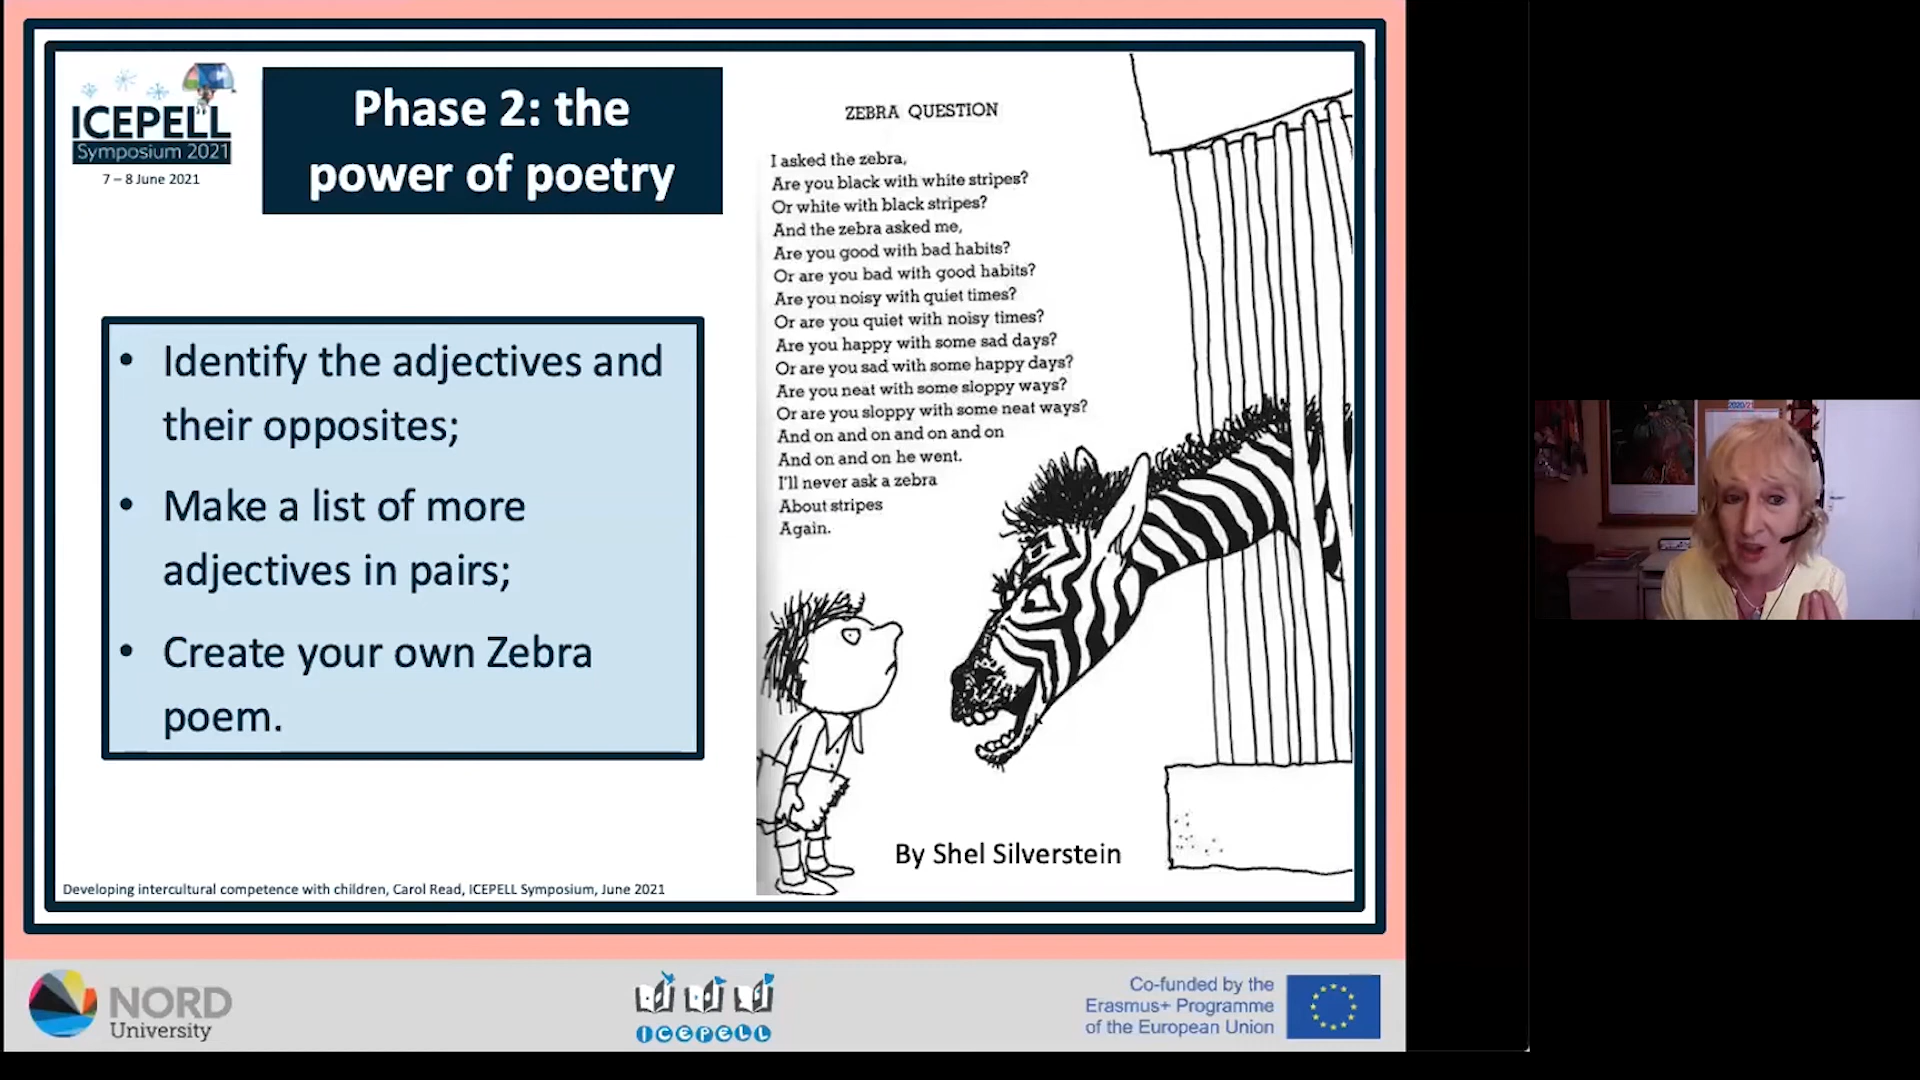 ICEPELL
Symposium 2021
7 – 8 June 2021
Phase 2: the
power of poetry
• Identify the adjectives and
their opposites;
• Make a list of more
adjectives in pairs;
• Create your own Zebra
poem.
ZEBRA QUESTION
I asked the zebra,
Are you black with white stripes?
Or white with black stripes?
And the zebra asked me,
Are you good with bad habits?
Or are you bad with good habits?
Are you noisy with quiet times?
Or are you quiet with noisy times?
Are you happy with some sad days?
Or are you sad with some happy days?
Are you neat with some sloppy ways?
Or are you sloppy with some neat ways?
And on and on and on and on
And on and on he went.
I'll never ask a zebra
About stripes
Again.
By Shel Silverstein
Developing intercultural competence with children, Carol Read, ICEPELL Symposium, June 2021
NORD
University
ICEPELL
Co-funded by the
Erasmus+ Programme
of the European Union
2020/21